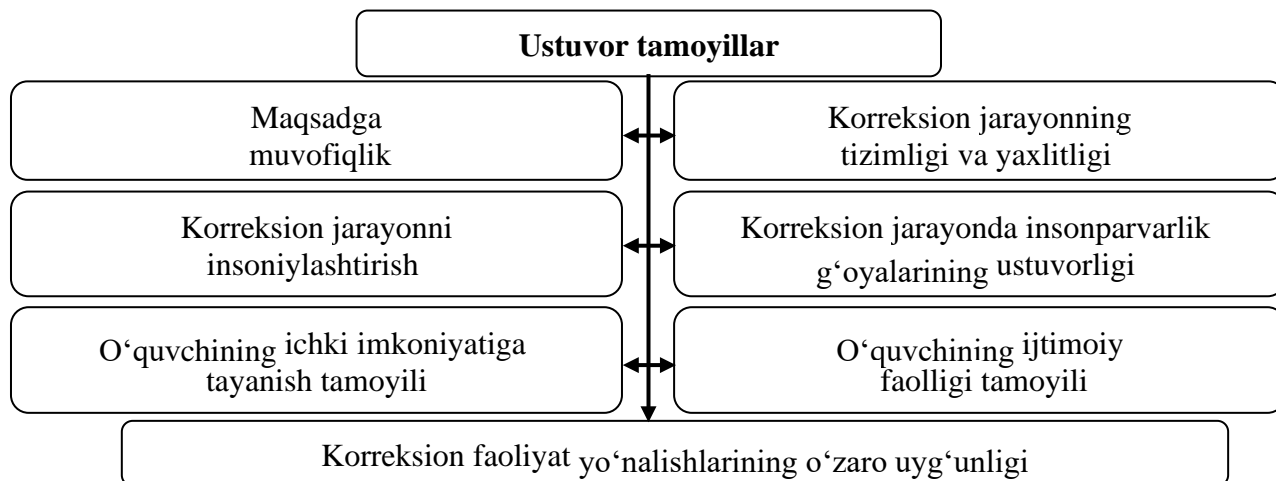 Ustuvor tamoyillar
Maqsadga
muvofiqlik
Korreksion jarayonning
tizimligi va yaxlitligi
Korreksion jarayonni
insoniylashtirish
Korreksion jarayonda insonparvarlik
g‘oyalarining ustuvorligi
O‘quvchining ichki imkoniyatiga
tayanish tamoyili
O‘quvchining ijtimoiy
faolligi tamoyili
Korreksion faoliyat yo‘nalishlarining o‘zaro uyg‘unligi